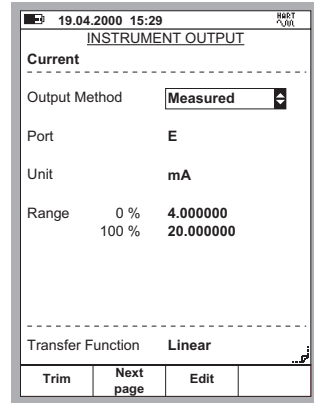 19.04.2000 15:29 HART
INSTRUMENT OUTPUT
Current
Output Method Measured
Port E
Unit mA
Range 0 % 4.000000
100 % 20.000000
Transfer Function Linear
Trim Next page Edit